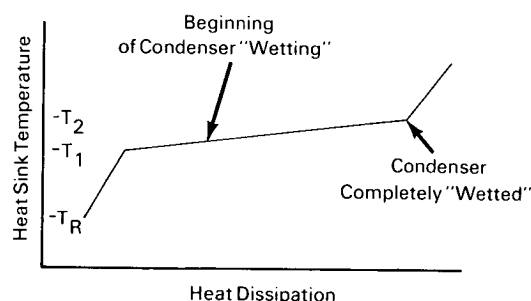 Beginning
of Condenser "Wetting"
Heat Sink Temperature
-T2
-T1
-TR
Condenser
Completely "Wetted"
Heat Dissipation